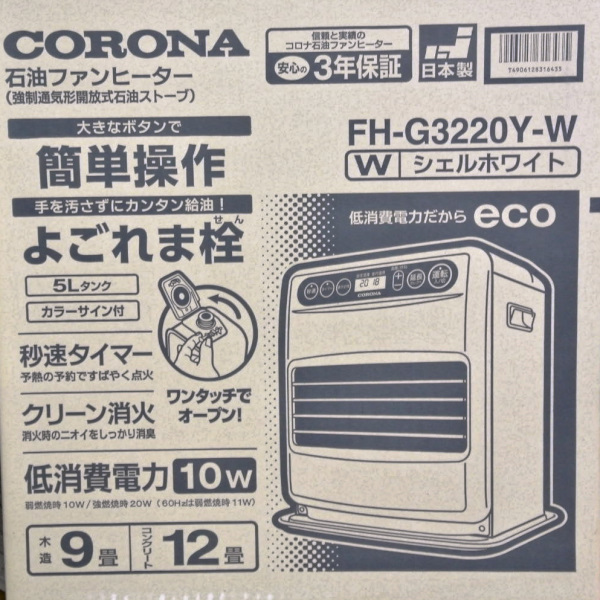 CORONA
石油ファンヒーター
(強制通気形開放式石油ストーブ)
信頼と実績の
コロナ石油ファンヒーター
安心の 3年保証
日本製
FH-G3220Y-W
W シェルホワイト
大きなボタンで
簡単操作
手を汚さずにカンタン給油！
よごれま栓
せん
5Lタンク
カラーサイン付
秒速タイマー
予熱の予約ですばやく点火
ワンタッチで
オープン!
クリーン消火
消火時のニオイをしっかり消臭
低消費電力 10W
弱燃焼時10W/強燃焼時20W (60Hzは弱燃焼時11W)
木造 9畳
コンクリート 12畳
低消費電力だから eco
20 18
延長
運転
CORONA